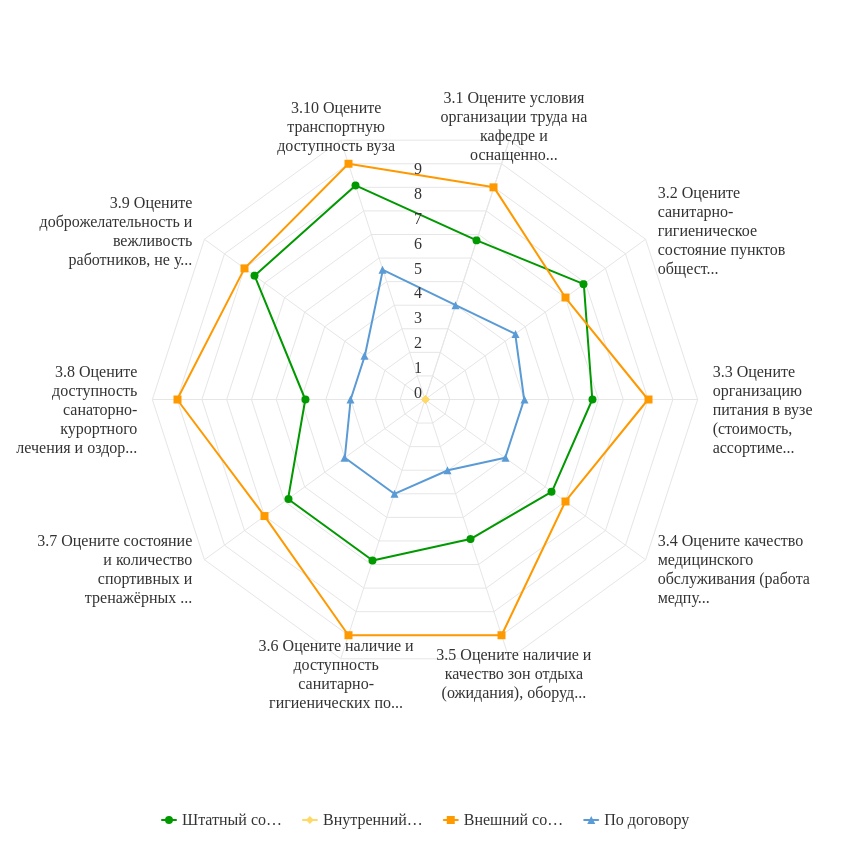 3.10 Оцените
транспортную
доступность вуза
3.1 Оцените условия
организации труда на
кафедре и
оснащенно...
3.9 Оцените
доброжелательность и
вежливость
работников, не у...
3.2 Оцените
санитарно-
гигиеническое
состояние пунктов
общест...
9
8
7
6
5
4
3
2
1
0
3.8 Оцените
доступность
санаторно-
курортного
лечения и оздор...
3.3 Оцените
организацию
питания в вузе
(стоимость,
ассортиме...
3.7 Оцените состояние
и количество
спортивных и
тренажёрных ...
3.4 Оцените качество
медицинского
обслуживания (работа
медпу...
3.6 Оцените наличие и
доступность
санитарно-
гигиенических по...
3.5 Оцените наличие и
качество зон отдыха
(ожидания), оборуд...
Штатный со… Внутренний… Внешний со… По договору